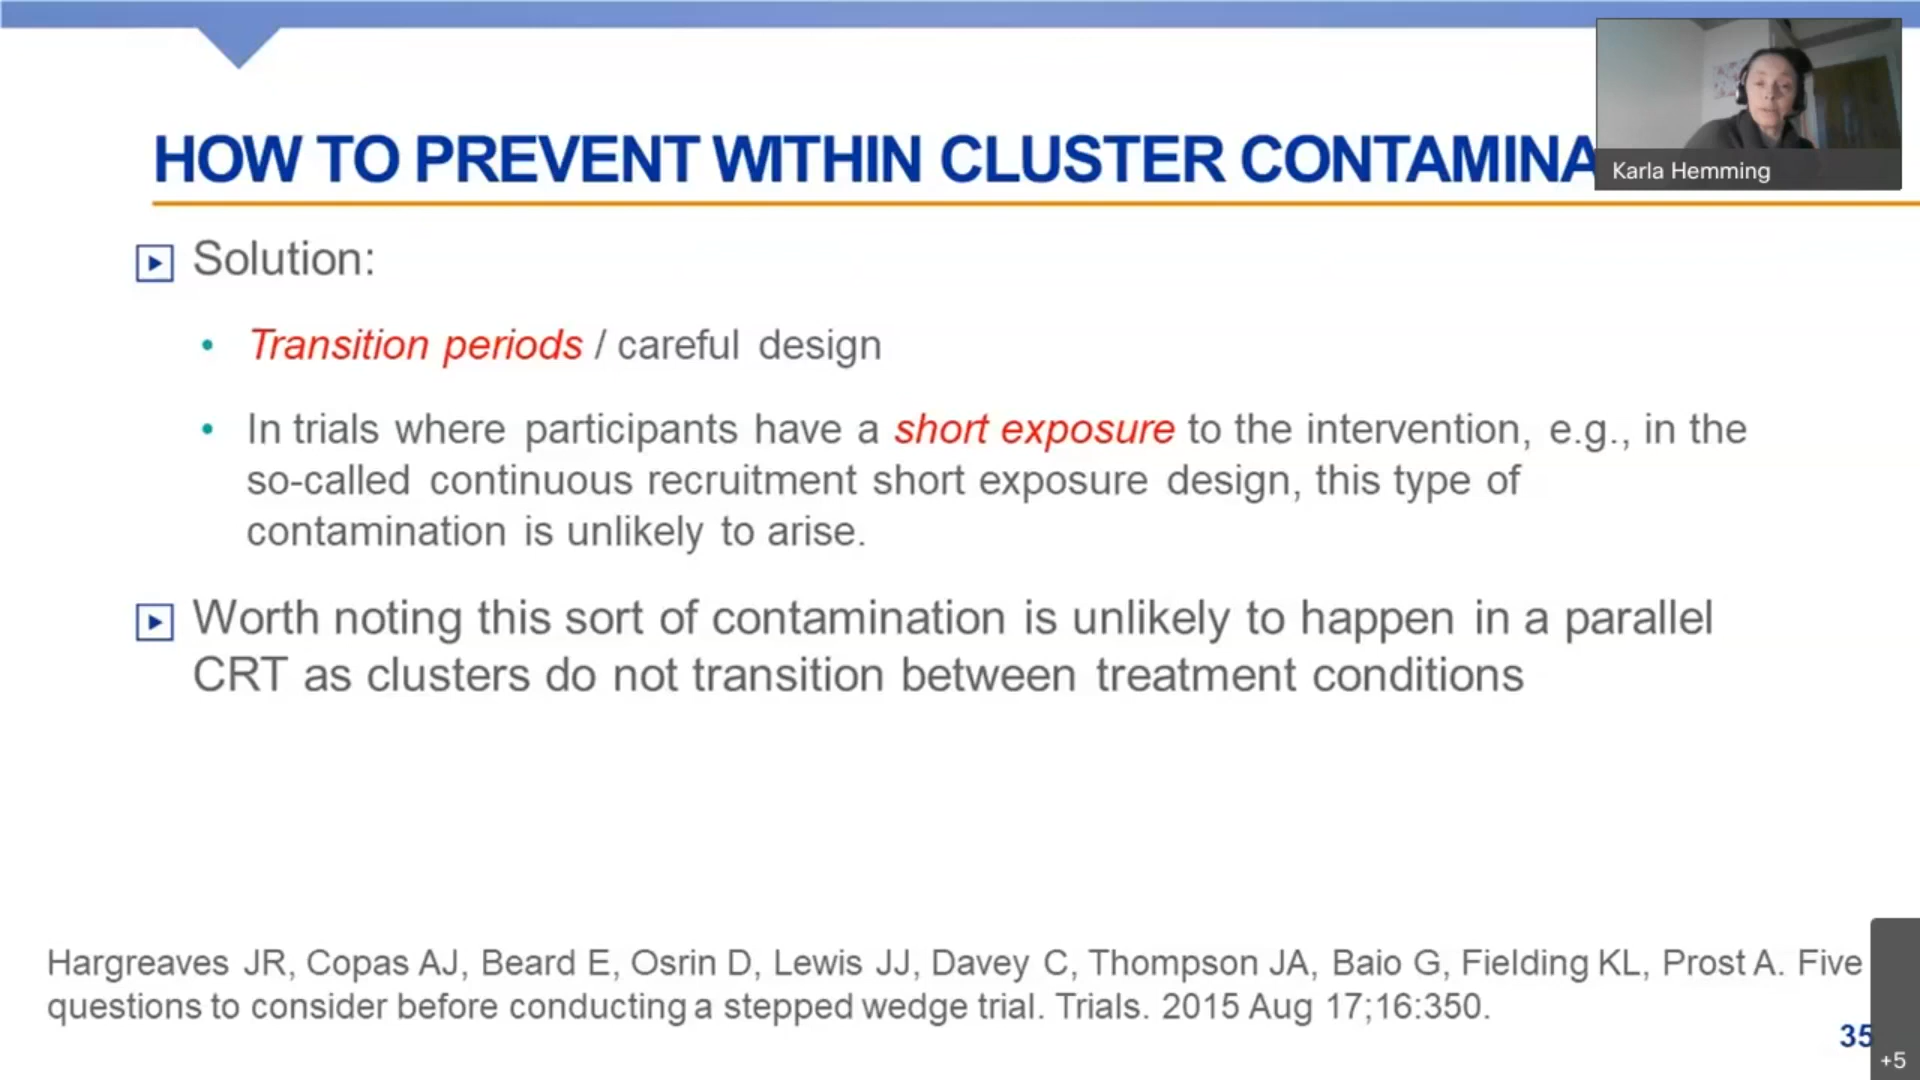 HOW TO PREVENT WITHIN CLUSTER CONTAMINA
Karla Hemming
Solution:
• Transition periods / careful design
• In trials where participants have a short exposure to the intervention, e.g., in the
so-called continuous recruitment short exposure design, this type of
contamination is unlikely to arise.
Worth noting this sort of contamination is unlikely to happen in a parallel
CRT as clusters do not transition between treatment conditions
Hargreaves JR, Copas AJ, Beard E, Osrin D, Lewis JJ, Davey C, Thompson JA, Baio G, Fielding KL, Prost A. Five
questions to consider before conducting a stepped wedge trial. Trials. 2015 Aug 17;16:350.
35
+5